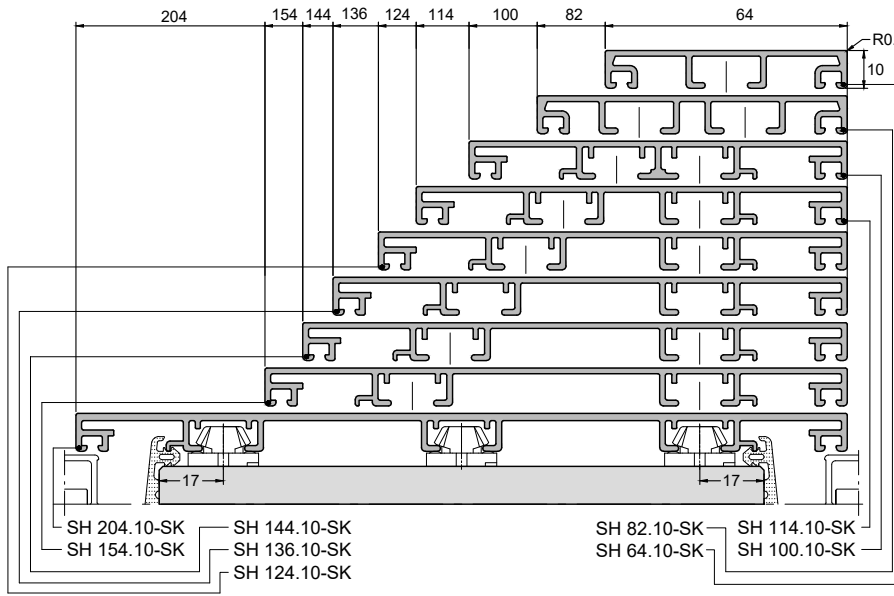 204 154 144 136 124 114 100 82 64
R0.
10
17 17
SH 204.10-SK SH 144.10-SK SH 82.10-SK SH 114.10-SK
SH 154.10-SK SH 136.10-SK SH 64.10-SK SH 100.10-SK
SH 124.10-SK